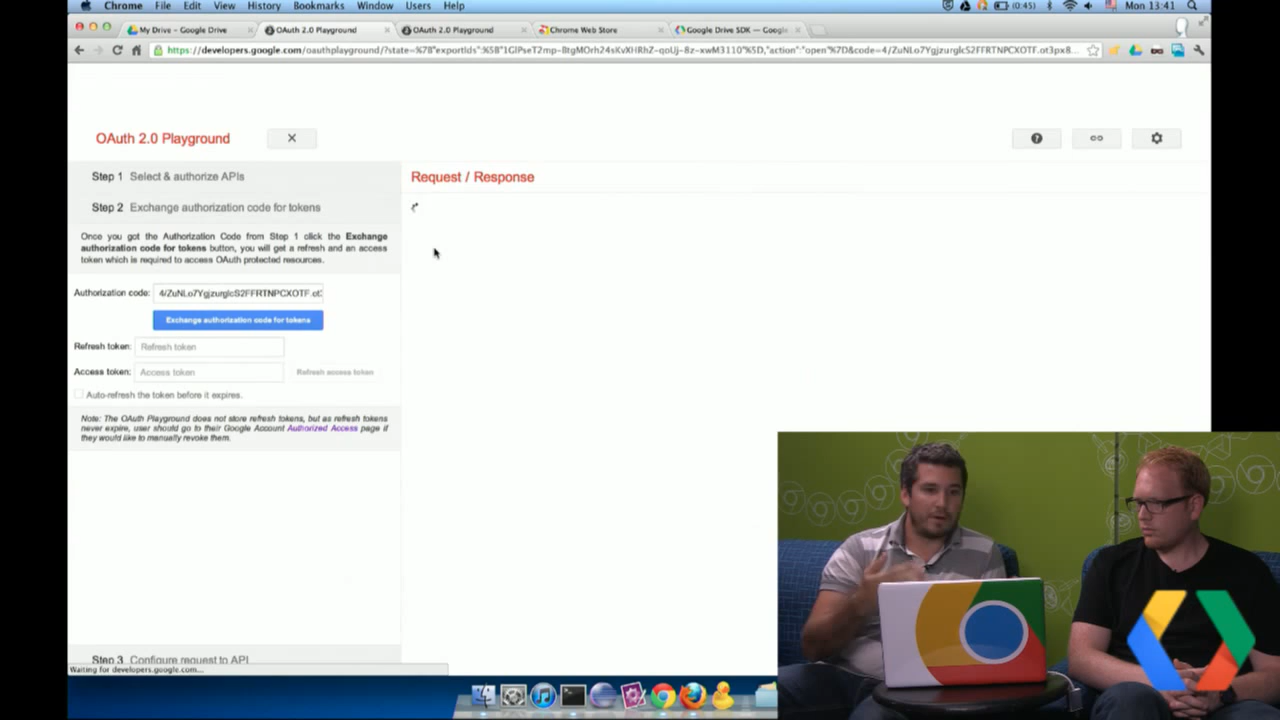 Chrome File Edit View History Bookmarks Window Users Help (0:45) Mon 13:41
My Drive - Google Drive OAuth 2.0 Playground OAuth 2.0 Playground Chrome Web Store Google Drive SDK — Google
OAuth 2.0 Playground
Step 1 Select & authorize APIs
Request / Response
Step 2 Exchange authorization code for tokens
Once you got the Authorization Code from Step 1 click the Exchange
authorization code for tokens button, you will get a refresh and an access
token which is required to access OAuth protected resources.
Authorization code:
Exchange authorization code for tokens
Refresh token: Refresh token
Access token: Access token Refresh access token
Auto-refresh the token before it expires.
Note: The OAuth Playground does not store refresh tokens, but as refresh tokens
never expire, user should go to their Google Account Authorized Access page if
they would like to manually revoke them.
Step 3 Configure request to API
Waiting for developers.google.com...